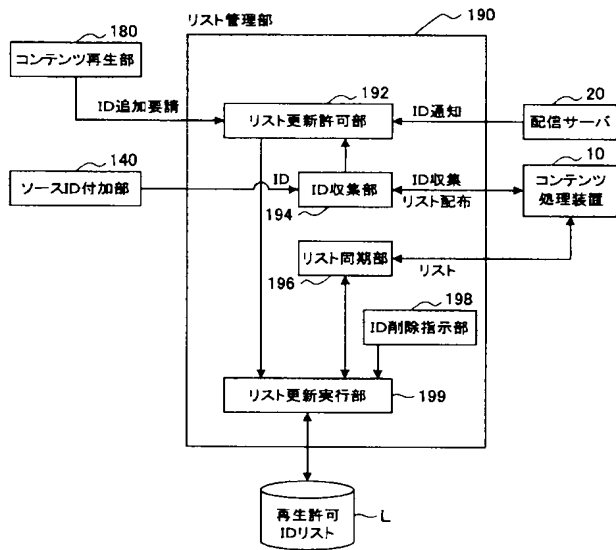 リスト管理部
190
180
コンテンツ再生部
ID追加要請
192
リスト更新許可部
ID通知
20
配信サーバ
140
ソースID付加部
ID
ID収集部
194
ID収集
リスト配布
10
コンテンツ
処理装置
リスト同期部
196
リスト
198
ID削除指示部
リスト更新実行部
199
再生許可
IDリスト
L